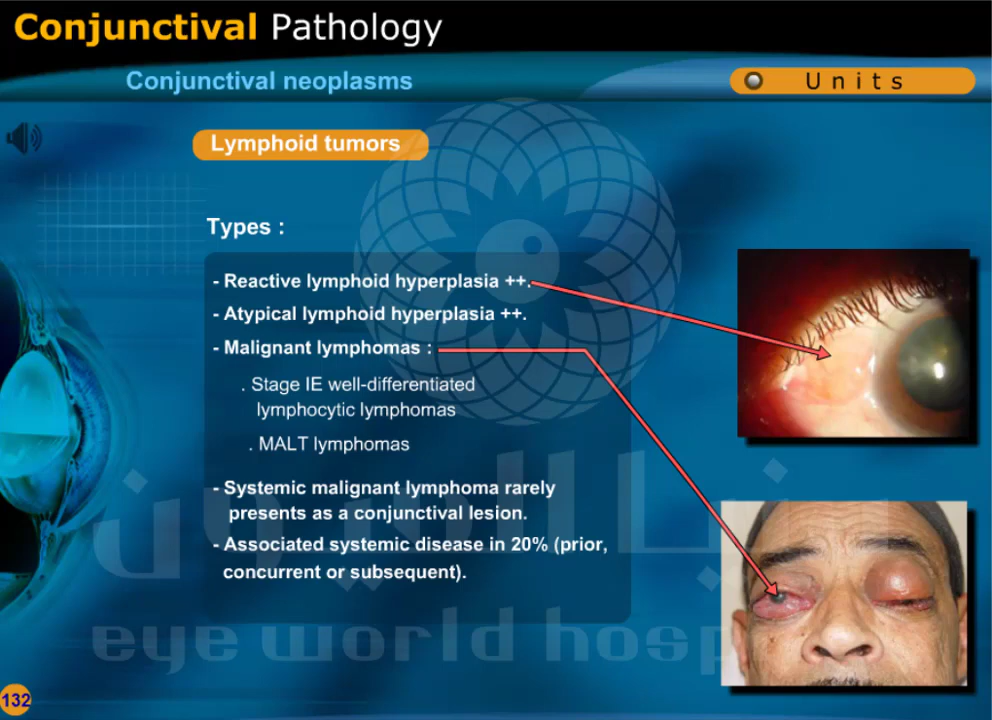 Conjunctival Pathology
Conjunctival neoplasms
Units
Lymphoid tumors
Types :
- Reactive lymphoid hyperplasia ++.
- Atypical lymphoid hyperplasia ++.
- Malignant lymphomas :
. Stage IE well-differentiated
lymphocytic lymphomas
. MALT lymphomas
- Systemic malignant lymphoma rarely
presents as a conjunctival lesion.
- Associated systemic disease in 20% (prior,
concurrent or subsequent).
eye world hosp
132